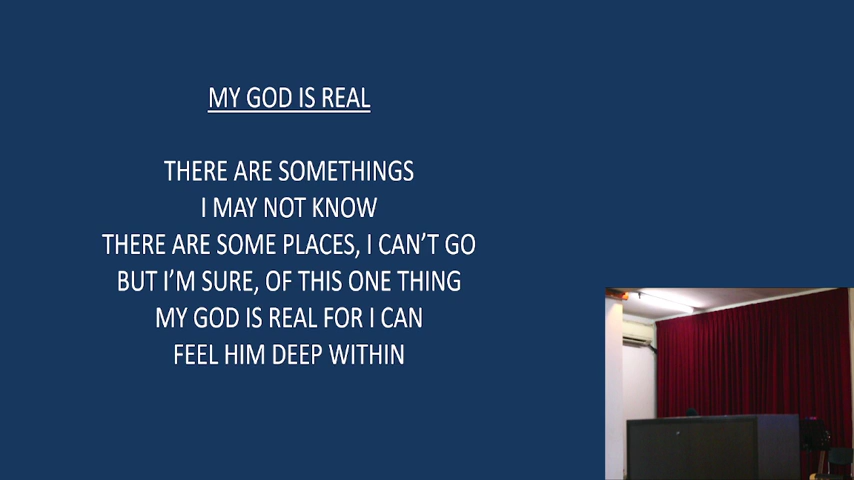 MY GOD IS REAL
THERE ARE SOMETHINGS
I MAY NOT KNOW
THERE ARE SOME PLACES, I CAN'T GO
BUT I'M SURE, OF THIS ONE THING
MY GOD IS REAL FOR I CAN
FEEL HIM DEEP WITHIN